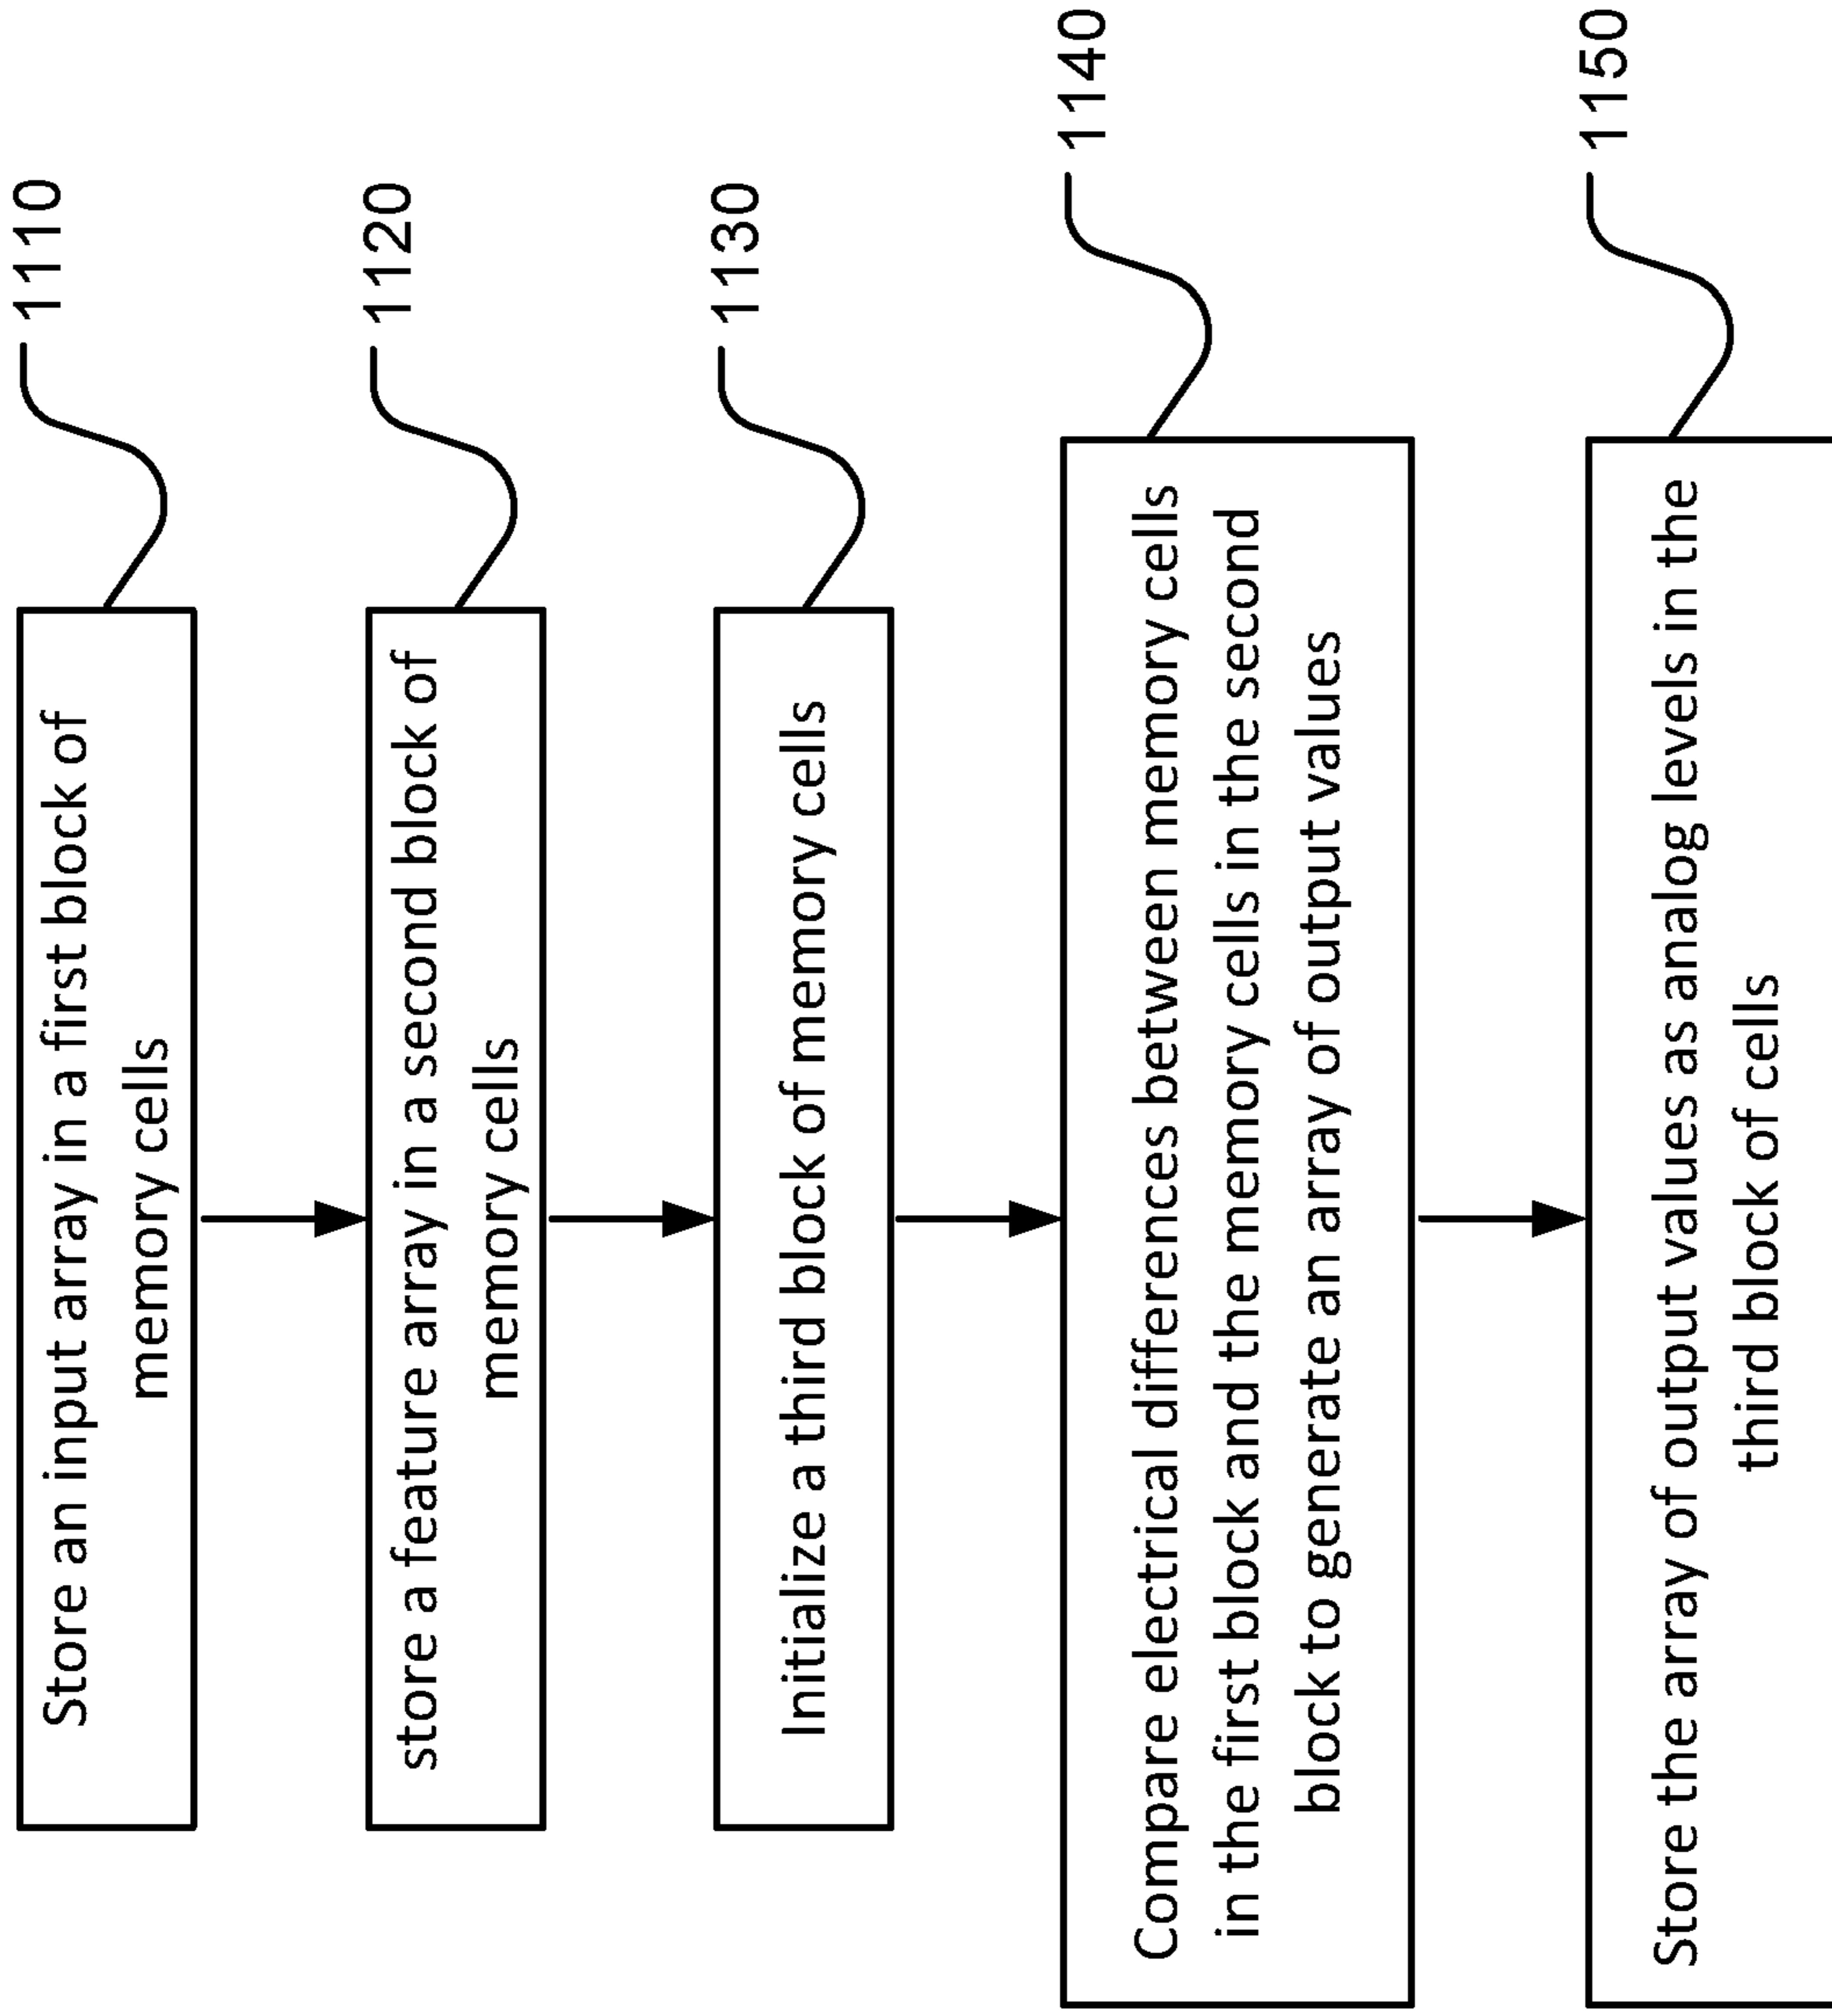 Store an input array in a first block of
memory cells
1110
store a feature array in a second block of
memory cells
1120
Initialize a third block of memory cells
1130
Compare electrical differences between memory cells
in the first block and the memory cells in the second
block to generate an array of output values
1140
Store the array of output values as analog levels in the
third block of cells
1150